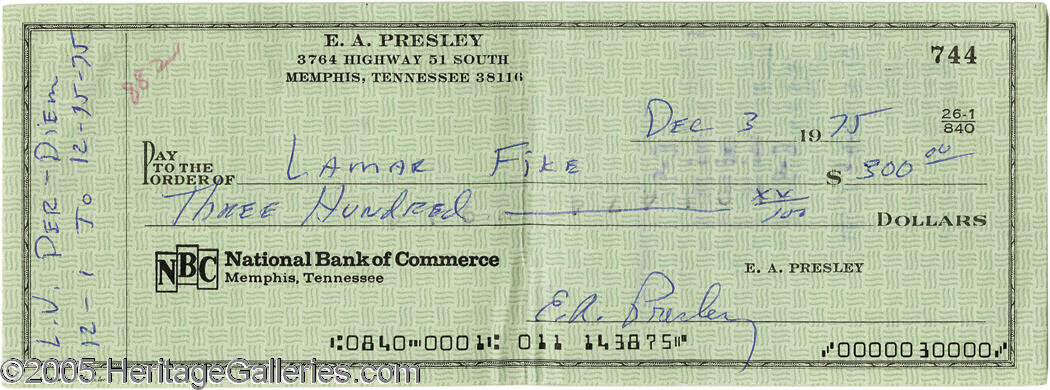 E. A. PRESLEY
3764 HIGHWAY 51 SOUTH
MEMPHIS, TENNESSEE 38116
744
882
DEC 3 1975
26-1
840
PAY TO THE ORDER OF LAMAR FIKE $ 300 00
THREE HUNDRED XX/100 DOLLARS
NBC National Bank of Commerce
Memphis, Tennessee
E. A. PRESLEY
E.A. Presley
⑆0840⑉0001⑆ 011 143875⑈ ⑇0000030000⑇
L.V. PER-DIEM
12-1 TO 12-15-75
©2005 HeritageGalleries.com